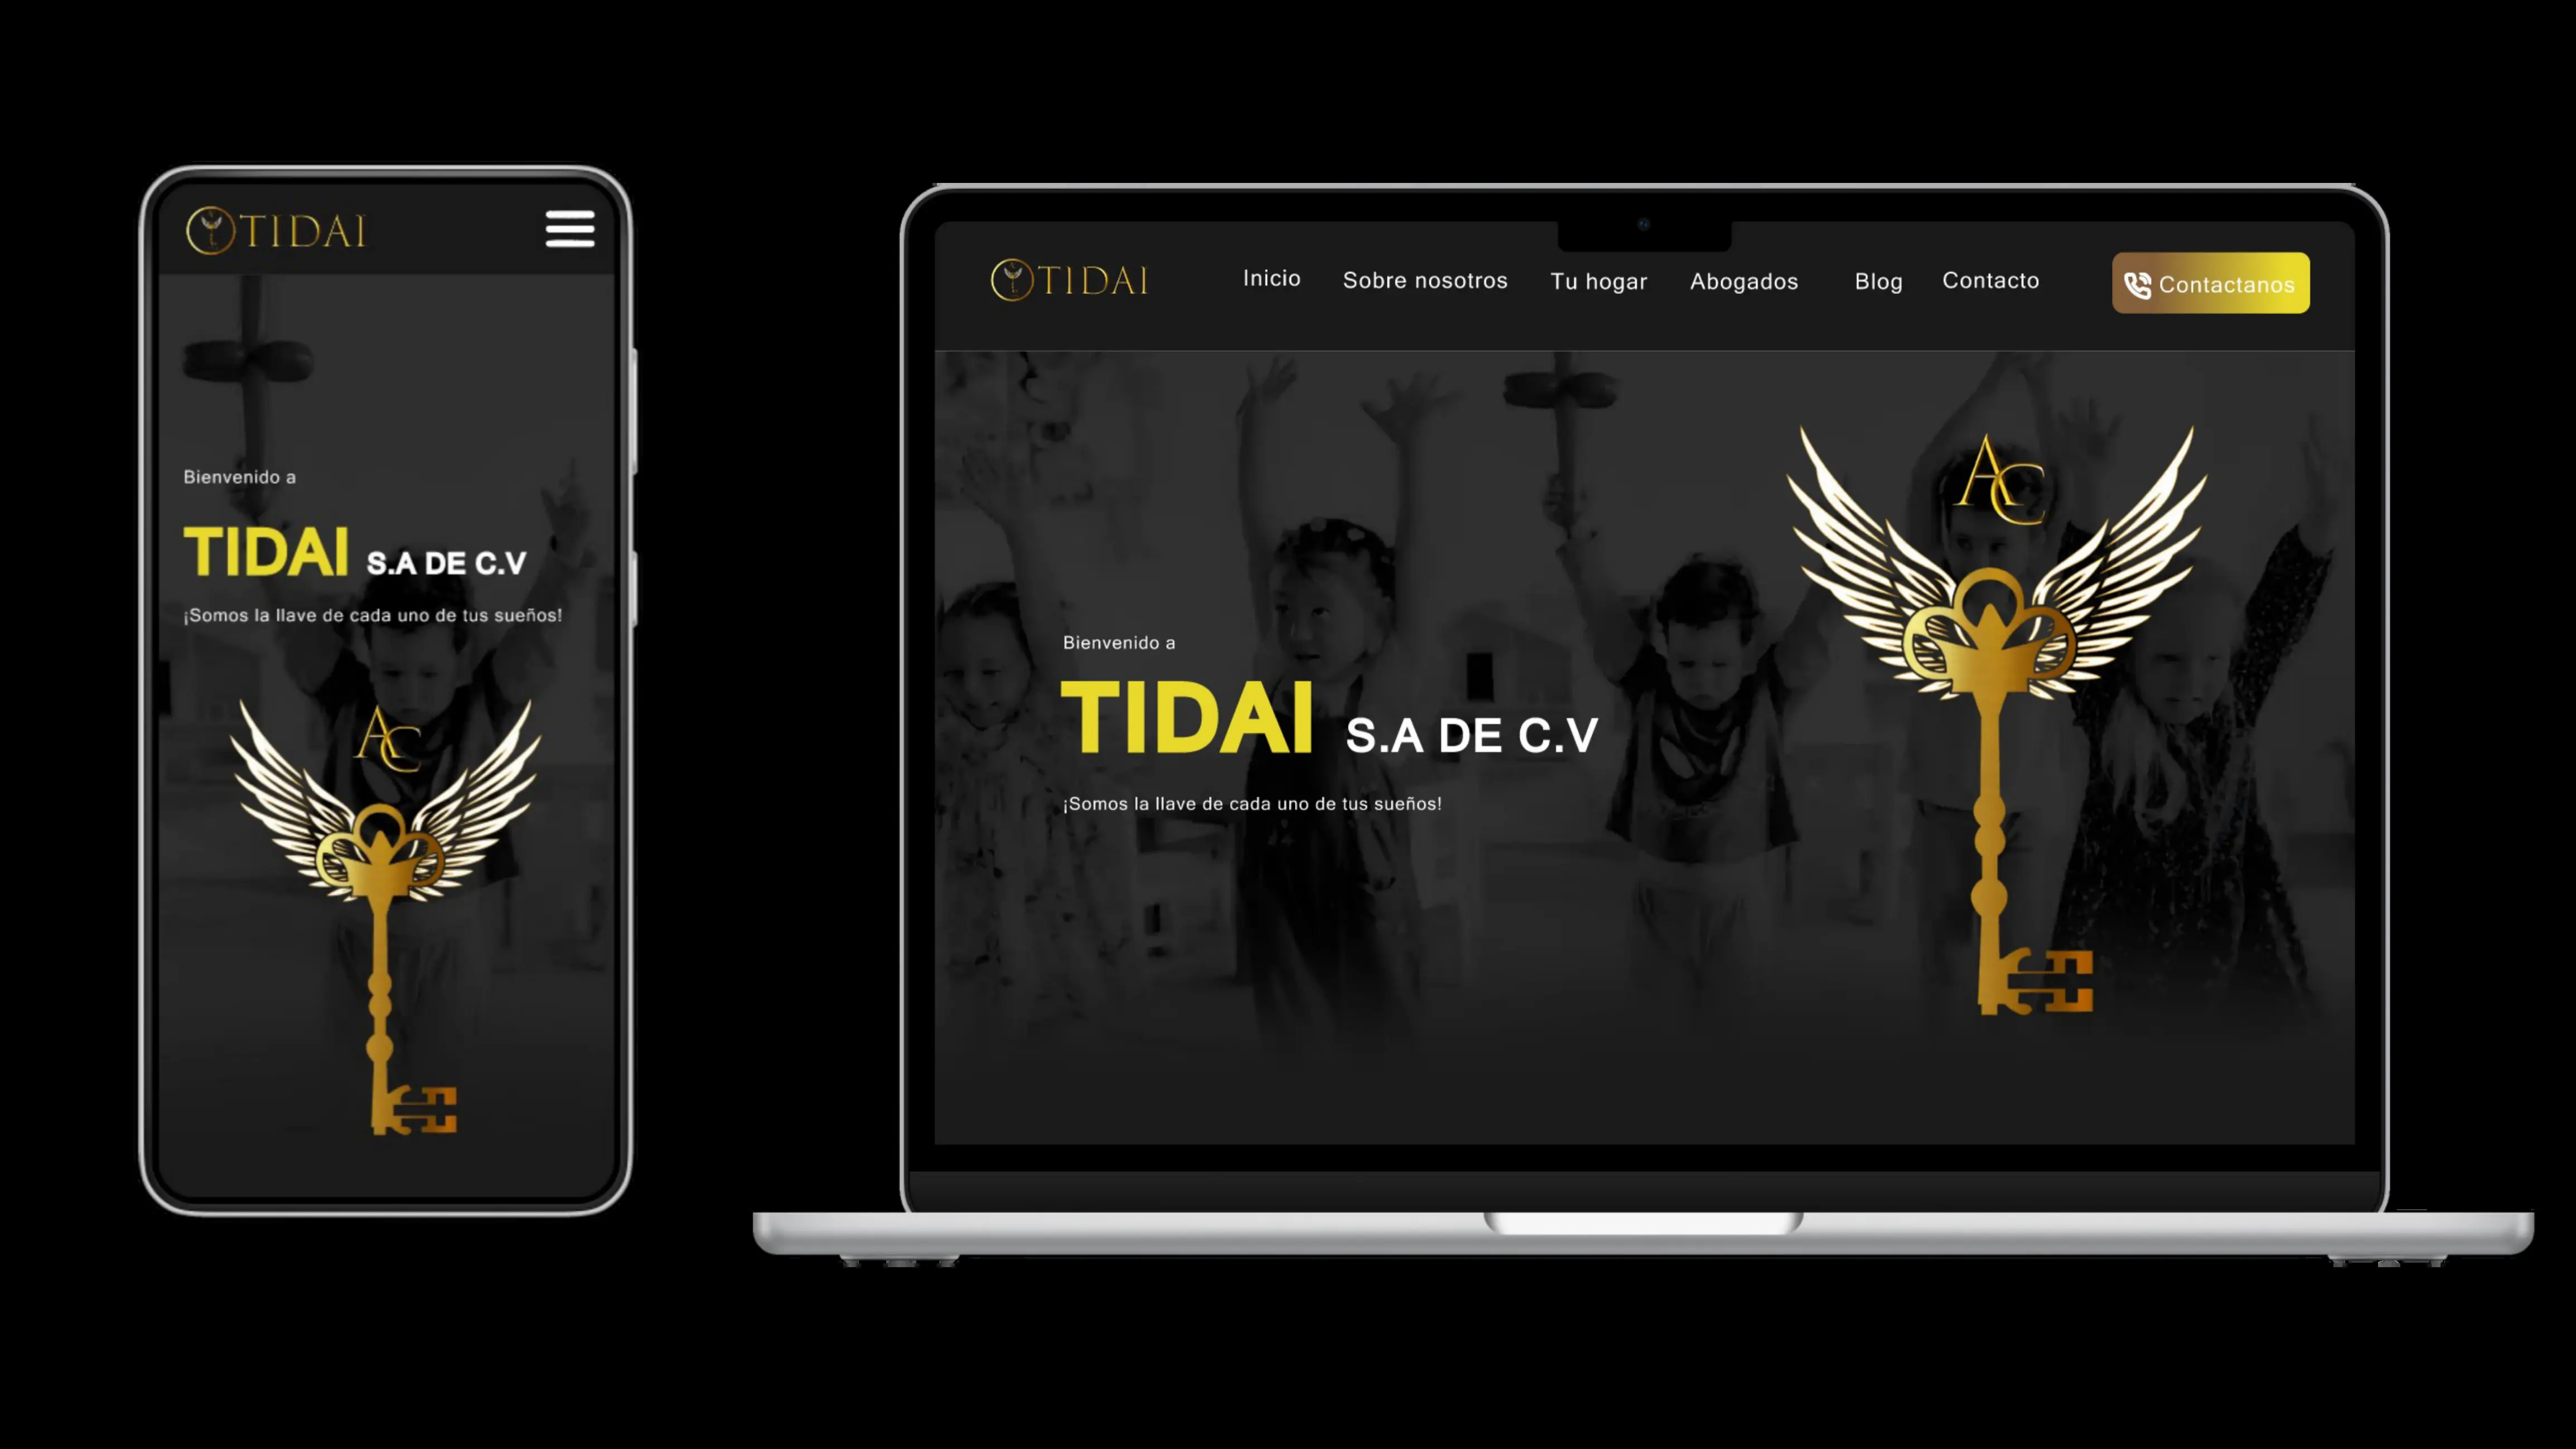 TIDAI
Bienvenido a
TIDAI S.A DE C.V
¡Somos la llave de cada uno de tus sueños!
AC
TIDAI
Inicio Sobre nosotros Tu hogar Abogados Blog Contacto Contactanos
AC
Bienvenido a
TIDAI S.A DE C.V
¡Somos la llave de cada uno de tus sueños!